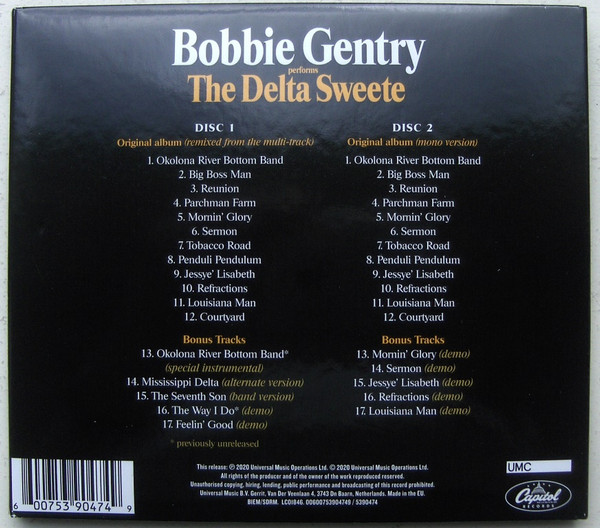 Bobbie Gentry
performs
The Delta Sweete
DISC 1
Original album (remixed from the multi-track)
1. Okolona River Bottom Band
2. Big Boss Man
3. Reunion
4. Parchman Farm
5. Mornin' Glory
6. Sermon
7. Tobacco Road
8. Penduli Pendulum
9. Jessye' Lisabeth
10. Refractions
11. Louisiana Man
12. Courtyard
Bonus Tracks
13. Okolona River Bottom Band*
(special instrumental)
14. Mississippi Delta (alternate version)
15. The Seventh Son (band version)
16. The Way I Do* (demo)
17. Feelin' Good (demo)
* previously unreleased
DISC 2
Original album (mono version)
1. Okolona River Bottom Band
2. Big Boss Man
3. Reunion
4. Parchman Farm
5. Mornin' Glory
6. Sermon
7. Tobacco Road
8. Penduli Pendulum
9. Jessye' Lisabeth
10. Refractions
11. Louisiana Man
12. Courtyard
Bonus Tracks
13. Mornin' Glory (demo)
14. Sermon (demo)
15. Jessye' Lisabeth (demo)
16. Refractions (demo)
17. Louisiana Man (demo)
6 00753 90474 9
This release: ℗ 2020 Universal Music Operations Ltd. © 2020 Universal Music Operations Ltd.
All rights of the producer and of the owner of the work reproduced reserved.
Unauthorised copying, hiring, lending, public performance and broadcasting of this record prohibited.
Universal Music B.V. Gerrit, Van Der Veenlaan 4, 3743 Dn Baarn, Netherlands. Made in the EU.
BIEM/SDRM. LC01846. 00600753904749 / 5390474
UMC
Capitol
RECORDS